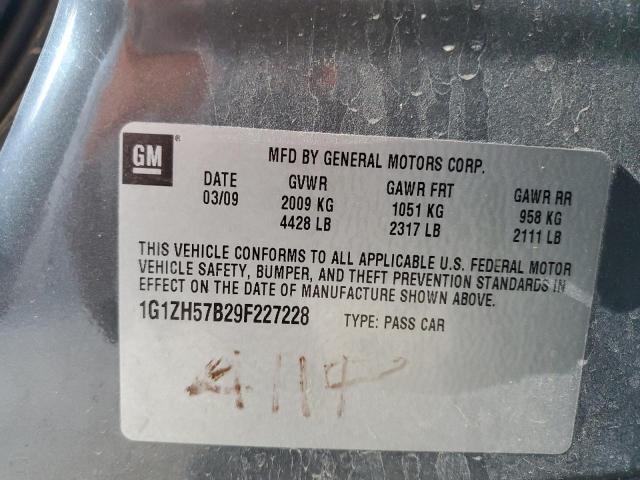 GM ®
MFD BY GENERAL MOTORS CORP.
DATE GVWR GAWR FRT GAWR RR
03/09 2009 KG 1051 KG 958 KG
4428 LB 2317 LB 2111 LB
THIS VEHICLE CONFORMS TO ALL APPLICABLE U.S. FEDERAL MOTOR
VEHICLE SAFETY, BUMPER, AND THEFT PREVENTION STANDARDS IN
EFFECT ON THE DATE OF MANUFACTURE SHOWN ABOVE.
1G1ZH57B29F227228 TYPE: PASS CAR